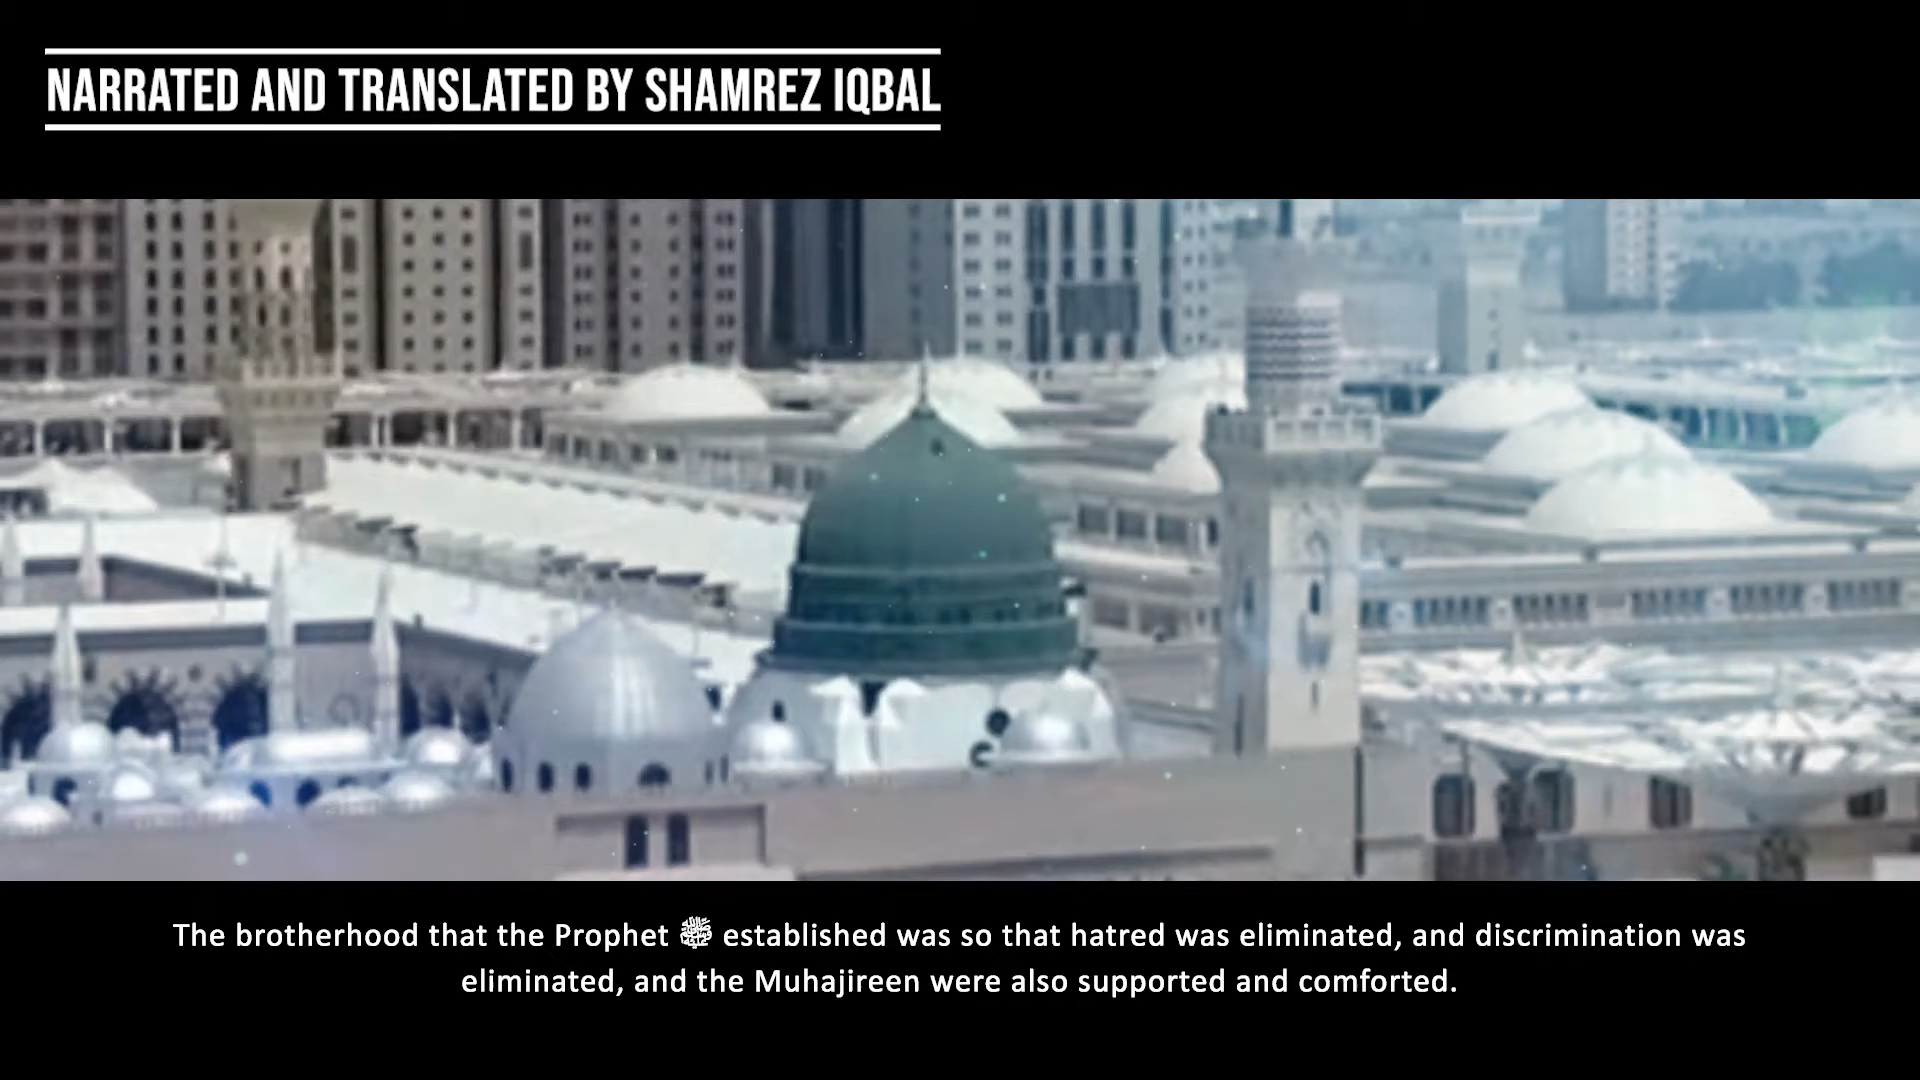 NARRATED AND TRANSLATED BY SHAMREZ IQBAL
The brotherhood that the Prophet ﷺ established was so that hatred was eliminated, and discrimination was
eliminated, and the Muhajireen were also supported and comforted.